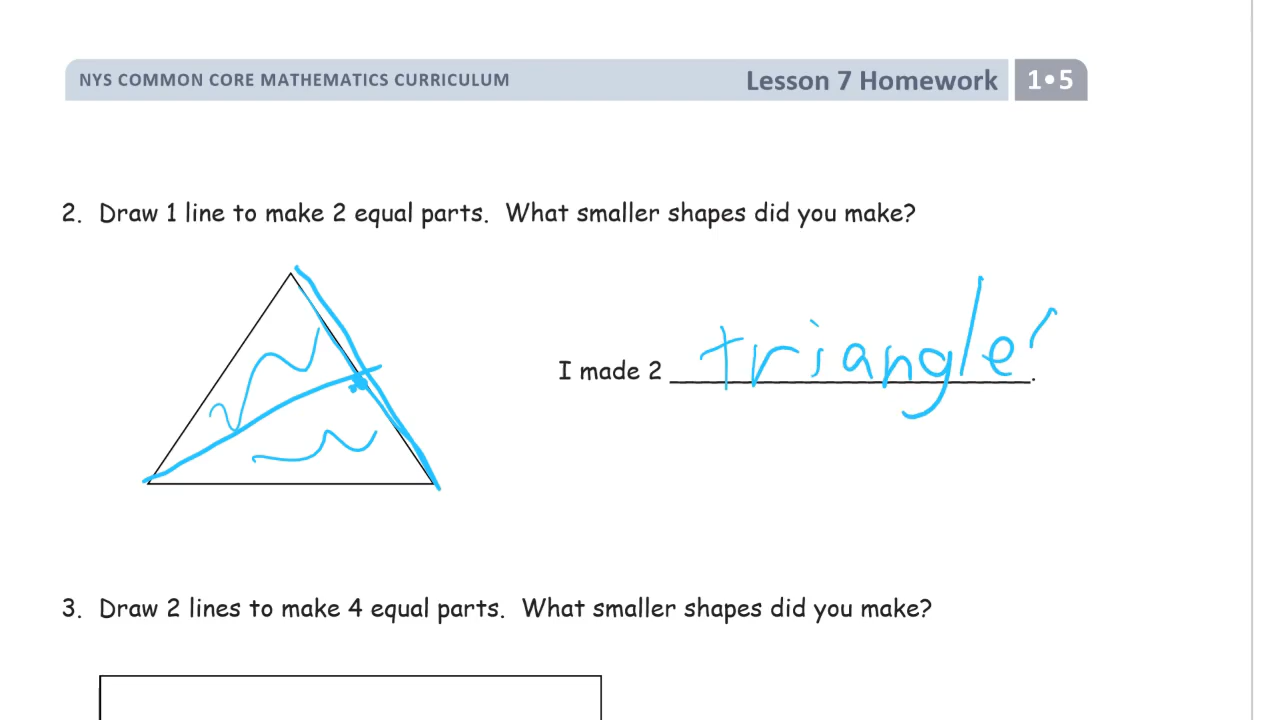 NYS COMMON CORE MATHEMATICS CURRICULUM Lesson 7 Homework 1•5
2. Draw 1 line to make 2 equal parts. What smaller shapes did you make?
I made 2 triangle.
3. Draw 2 lines to make 4 equal parts. What smaller shapes did you make?